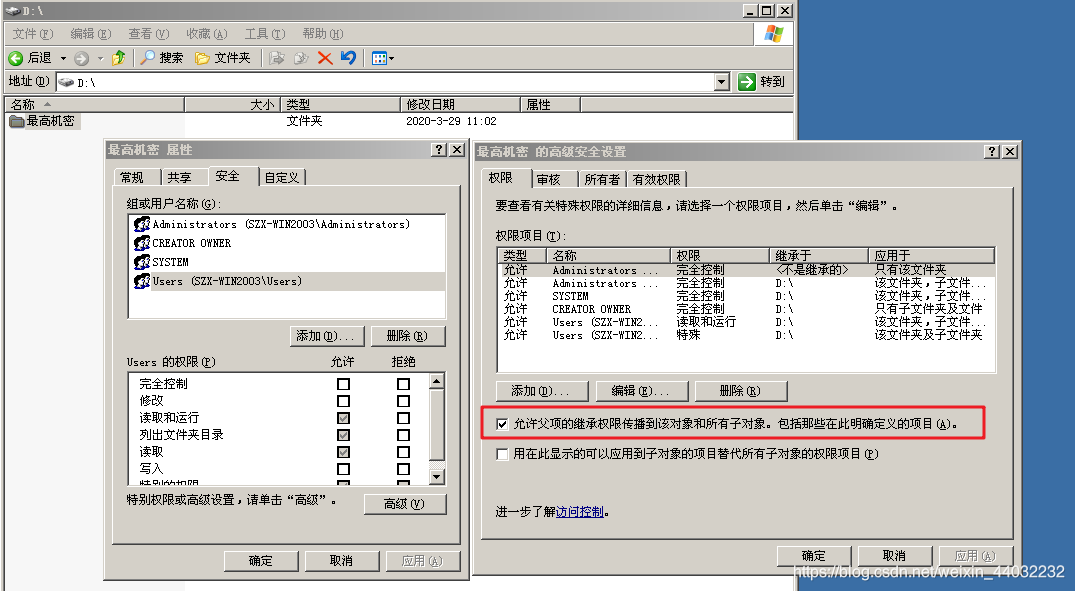 D:\
文件(F) 编辑(E) 查看(V) 收藏(A) 工具(T) 帮助(H)
后退 搜索 文件夹
地址(D) D:\ 转到
名称 大小 类型 修改日期 属性
最高机密 文件夹 2020-3-29 11:02
最高机密 属性
常规 共享 安全 自定义
组或用户名称(G):
Administrators (SZX-WIN2003\Administrators)
CREATOR OWNER
SYSTEM
Users (SZX-WIN2003\Users)
添加(D)... 删除(R)
Users 的权限(P) 允许 拒绝
完全控制
修改
读取和运行
列出文件夹目录
读取
写入
特别的权限
特别权限或高级设置，请单击“高级”。 高级(V)
确定 取消 应用(A)
最高机密 的高级安全设置
权限 审核 所有者 有效权限
要查看有关特殊权限的详细信息，请选择一个权限项目，然后单击“编辑”。
权限项目(T):
类型 名称 权限 继承于 应用于
允许 Administrators ... 完全控制 <不是继承的> 只有该文件夹
允许 Administrators ... 完全控制 D:\ 该文件夹，子文件...
允许 SYSTEM 完全控制 D:\ 该文件夹，子文件...
允许 CREATOR OWNER 完全控制 D:\ 只有子文件夹及文件
允许 Users (SZX-WIN2... 读取和运行 D:\ 该文件夹，子文件...
允许 Users (SZX-WIN2... 特殊 D:\ 该文件夹及子文件夹
添加(D)... 编辑(E)... 删除(R)
允许父项的继承权限传播到该对象和所有子对象。包括那些在此明确定义的项目(A)。
用在此显示的可以应用到子对象的项目替代所有子对象的权限项目(P)
进一步了解访问控制。
确定 取消 应用(A)
https://blog.csdn.net/weixin_44032232